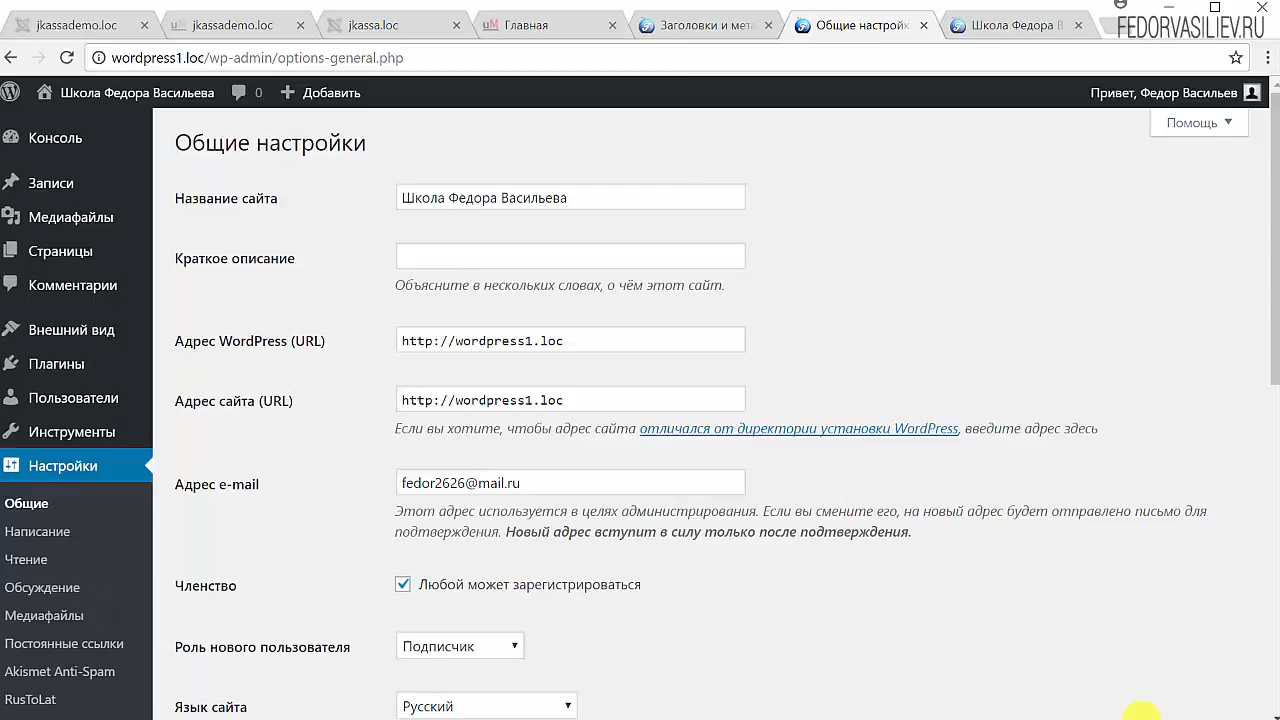 jkassademo.loc
jkassademo.loc
jkassa.loc
Главная
Заголовки и мета
Общие настройк
Школа Федора В
FEDORVASILIEV.RU
wordpress1.loc/wp-admin/options-general.php
Школа Федора Васильева
0
Добавить
Привет, Федор Васильев
Помощь
Консоль
Записи
Медиафайлы
Страницы
Комментарии
Внешний вид
Плагины
Пользователи
Инструменты
Настройки
Общие
Написание
Чтение
Обсуждение
Медиафайлы
Постоянные ссылки
Akismet Anti-Spam
RusToLat
Общие настройки
Название сайта
Школа Федора Васильева
Краткое описание
Объясните в нескольких словах, о чём этот сайт.
Адрес WordPress (URL)
http://wordpress1.loc
Адрес сайта (URL)
http://wordpress1.loc
Если вы хотите, чтобы адрес сайта отличался от директории установки WordPress, введите адрес здесь
Адрес e-mail
fedor2626@mail.ru
Этот адрес используется в целях администрирования. Если вы смените его, на новый адрес будет отправлено письмо для
подтверждения. Новый адрес вступит в силу только после подтверждения.
Членство
Любой может зарегистрироваться
Роль нового пользователя
Подписчик
Язык сайта
Русский